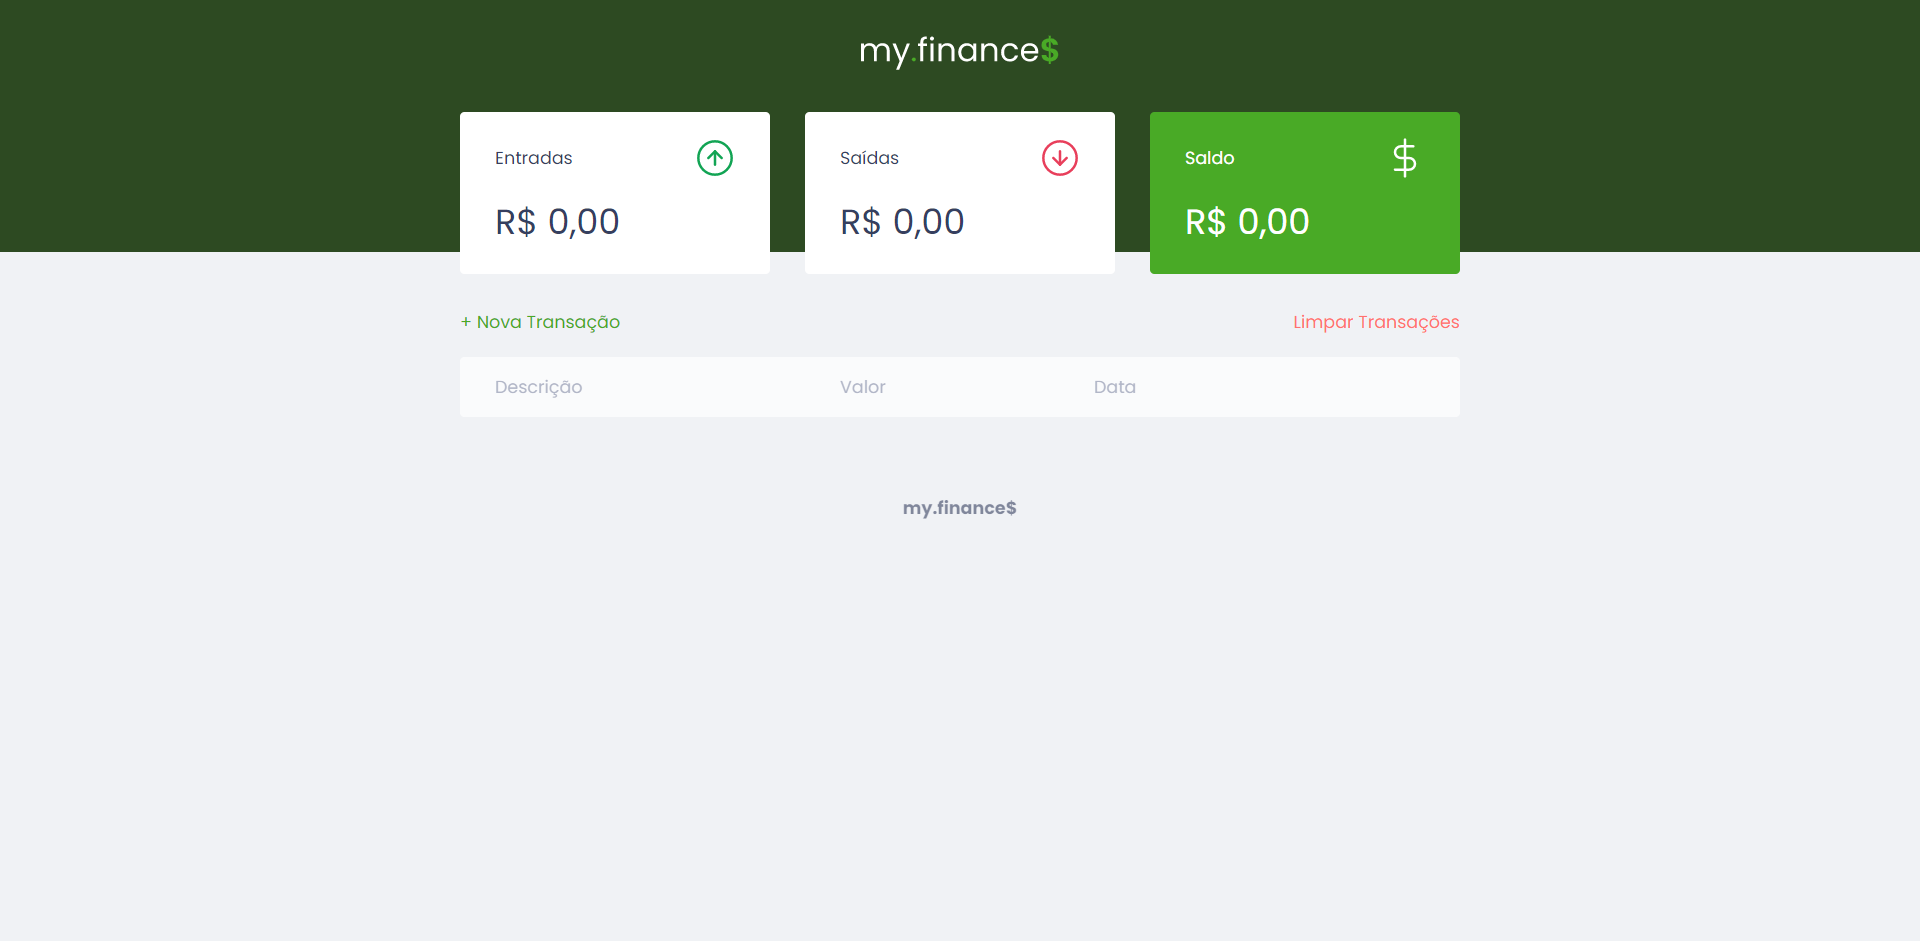 my.finance$
Entradas
R$ 0,00
Saídas
R$ 0,00
Saldo
R$ 0,00
+ Nova Transação
Limpar Transações
Descrição Valor Data
my.finance$